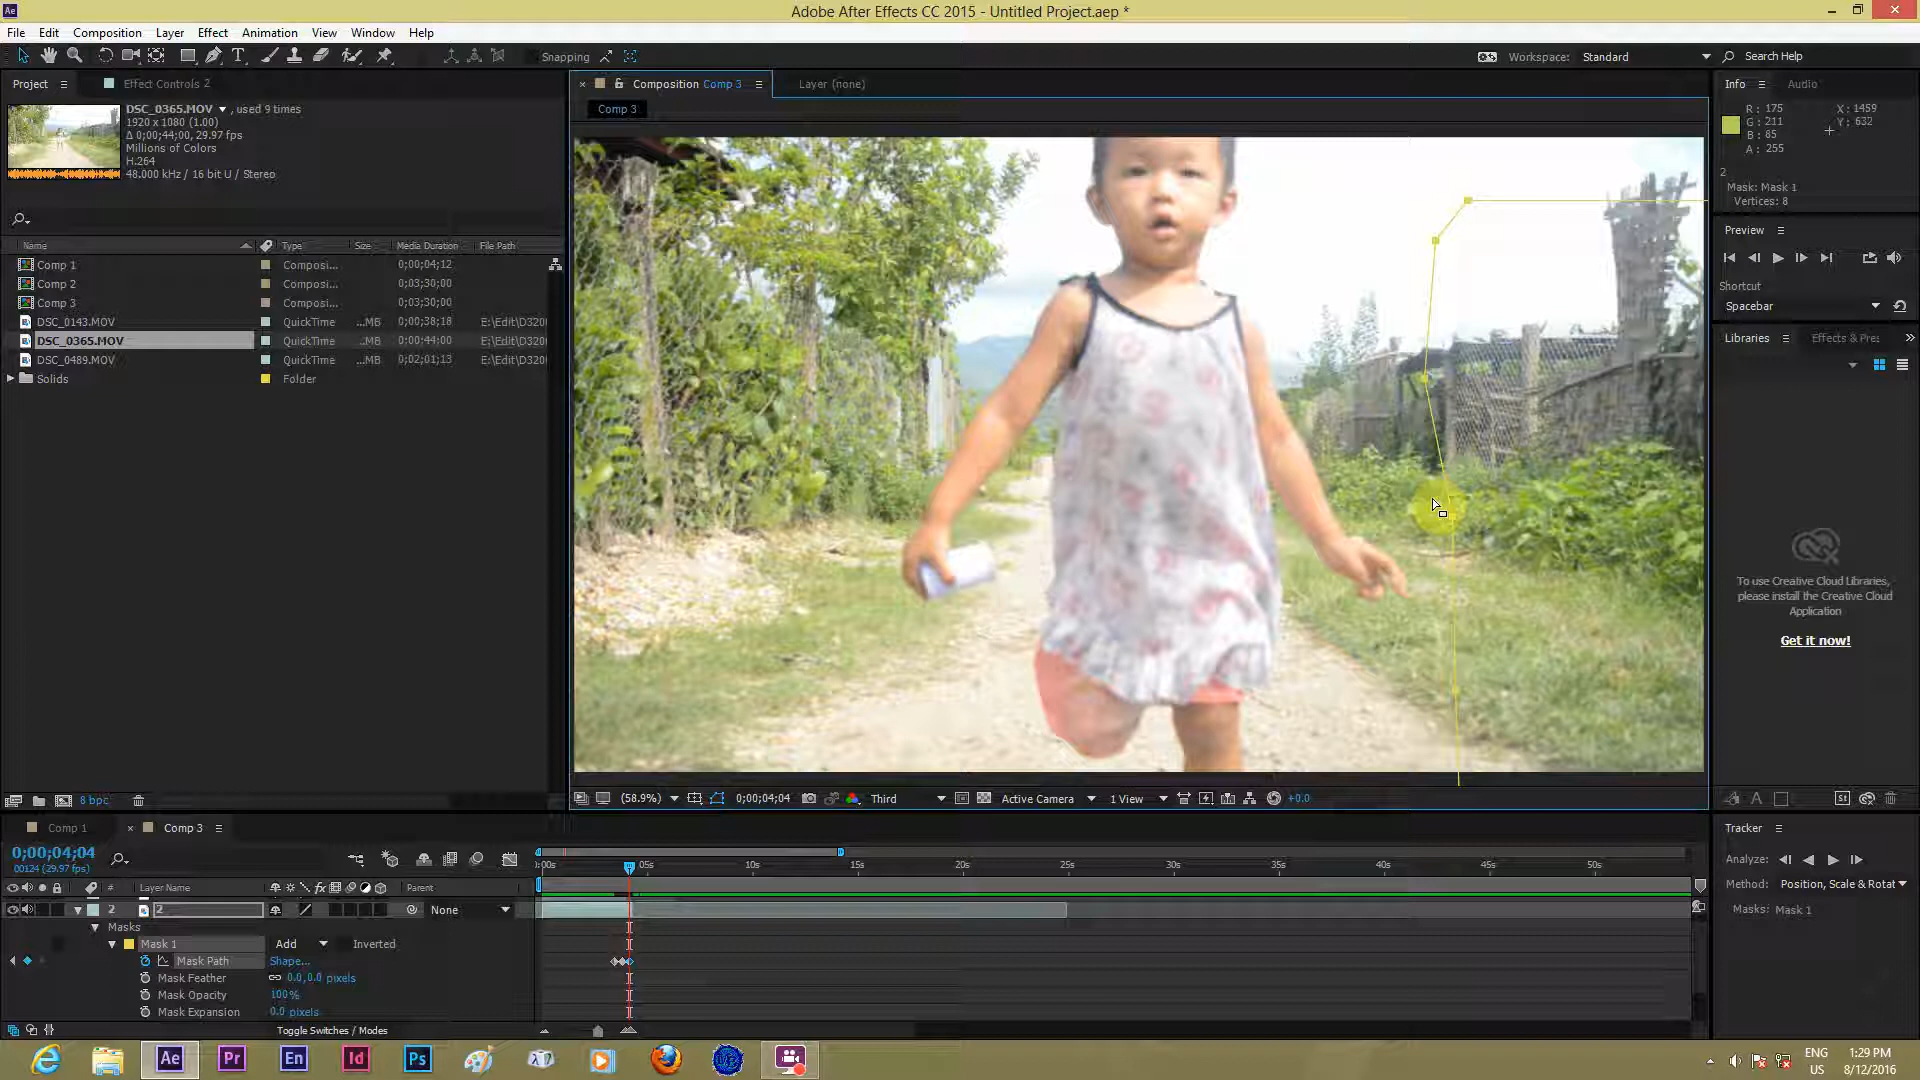 Adobe After Effects CC 2015 - Untitled Project.aep *
File Edit Composition Layer Effect Animation View Window Help
Snapping
Workspace: Standard
Search Help
Project
Effect Controls 2
Composition Comp 3
Layer (none)
Info
Audio
DSC_0365.MOV ▼, used 9 times
1920 x 1080 (1.00)
Δ 0;00;44;00, 29.97 fps
Millions of Colors
H.264
48.000 kHz / 16 bit U / Stereo
Comp 3
R: 175
G: 211
B: 85
A: 255
X: 1459
Y: 632
2
Mask: Mask 1
Vertices: 8
Preview
Shortcut
Spacebar
Libraries
Effects & Pre:
Name Type Size Media Duration File Path
Comp 1 Composi... 0;00;04;12
Comp 2 Composi... 0;03;30;00
Comp 3 Composi... 0;03;30;00
DSC_0143.MOV QuickTime ...MB 0;00;38;18 E:\Edit\D320
DSC_0365.MOV QuickTime ...MB 0;00;44;00 E:\Edit\D320
DSC_0489.MOV QuickTime ...MB 0;02;01;13 E:\Edit\D320
Solids Folder
To use Creative Cloud Libraries,
please install the Creative Cloud
Application
Get it now!
8 bpc
(58.9%) 0;00;04;04 Third Active Camera 1 View +0.0
Comp 1
Comp 3
0;00;04;04
00124 (29.97 fps)
:00s 05s 10s 15s 20s 25s 30s 35s 40s 45s 50s
# Layer Name Parent
2 2 None
Masks
Mask 1 Add Inverted
Mask Path Shape...
Mask Feather 0.0,0.0 pixels
Mask Opacity 100%
Mask Expansion 0.0 pixels
Toggle Switches / Modes
Tracker
Analyze:
Method: Position, Scale & Rotat
Masks: Mask 1
Ae Pr En Id Ps
ENG
US
1:29 PM
8/12/2016